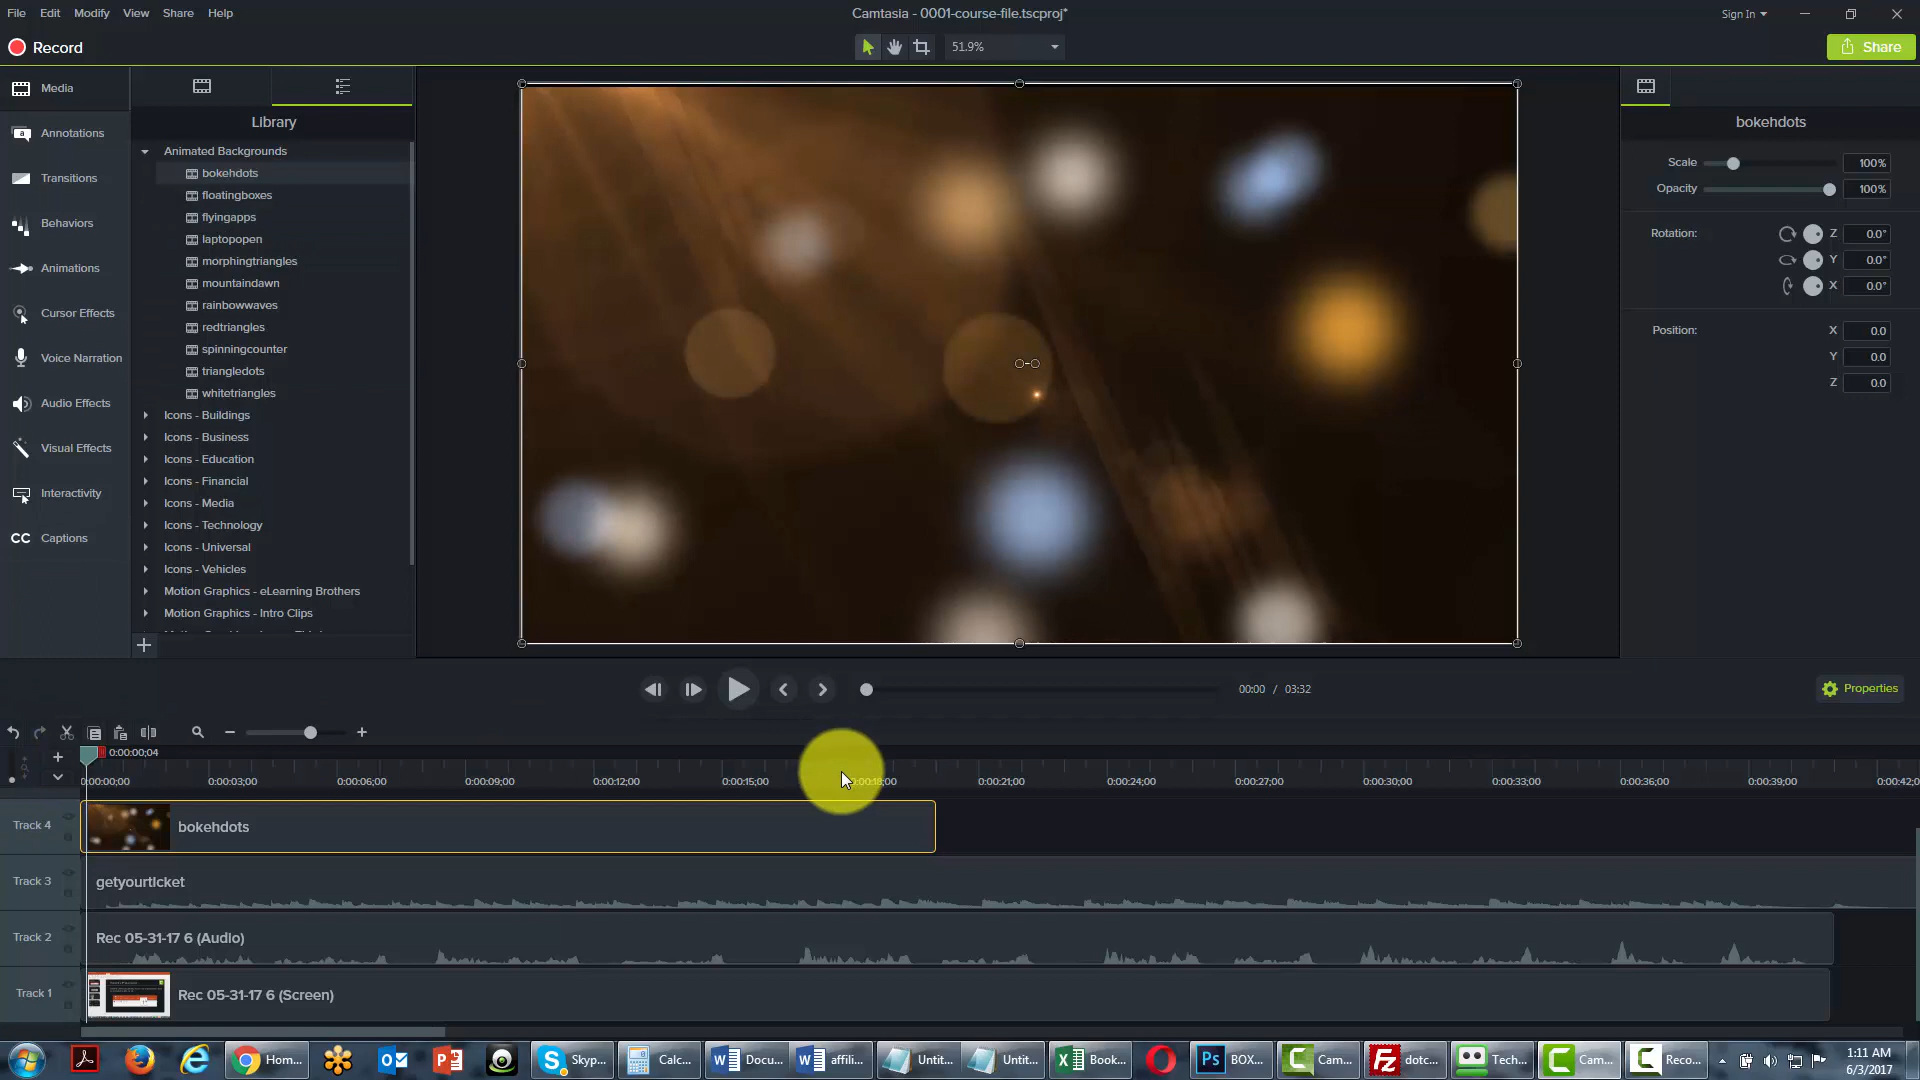 File Edit Modify View Share Help
Camtasia - 0001-course-file.tscproj*
Sign In
Record
51.9%
Share
Media
Annotations
Transitions
Behaviors
Animations
Cursor Effects
Voice Narration
Audio Effects
Visual Effects
Interactivity
CC Captions
Library
Animated Backgrounds
bokehdots
floatingboxes
flyingapps
laptopopen
morphingtriangles
mountaindawn
rainbowwaves
redtriangles
spinningcounter
triangledots
whitetriangles
Icons - Buildings
Icons - Business
Icons - Education
Icons - Financial
Icons - Media
Icons - Technology
Icons - Universal
Icons - Vehicles
Motion Graphics - eLearning Brothers
Motion Graphics - Intro Clips
bokehdots
Scale 100%
Opacity 100%
Rotation: Z 0.0°
Y 0.0°
X 0.0°
Position: X 0.0
Y 0.0
Z 0.0
00:00 / 03:32
Properties
0:00:00;04
0:00:00;00 0:00:03;00 0:00:06;00 0:00:09;00 0:00:12;00 0:00:15;00 0:00:18;00 0:00:21;00 0:00:24;00 0:00:27;00 0:00:30;00 0:00:33;00 0:00:36;00 0:00:39;00 0:00:42;0
Track 4 bokehdots
Track 3 getyourticket
Track 2 Rec 05-31-17 6 (Audio)
Track 1 Rec 05-31-17 6 (Screen)
Hom... Skyp... Calc... Docu... affili... Untit... Untit... Book... BOX... Cam... dotc... Tech... Cam... Reco...
1:11 AM
6/3/2017